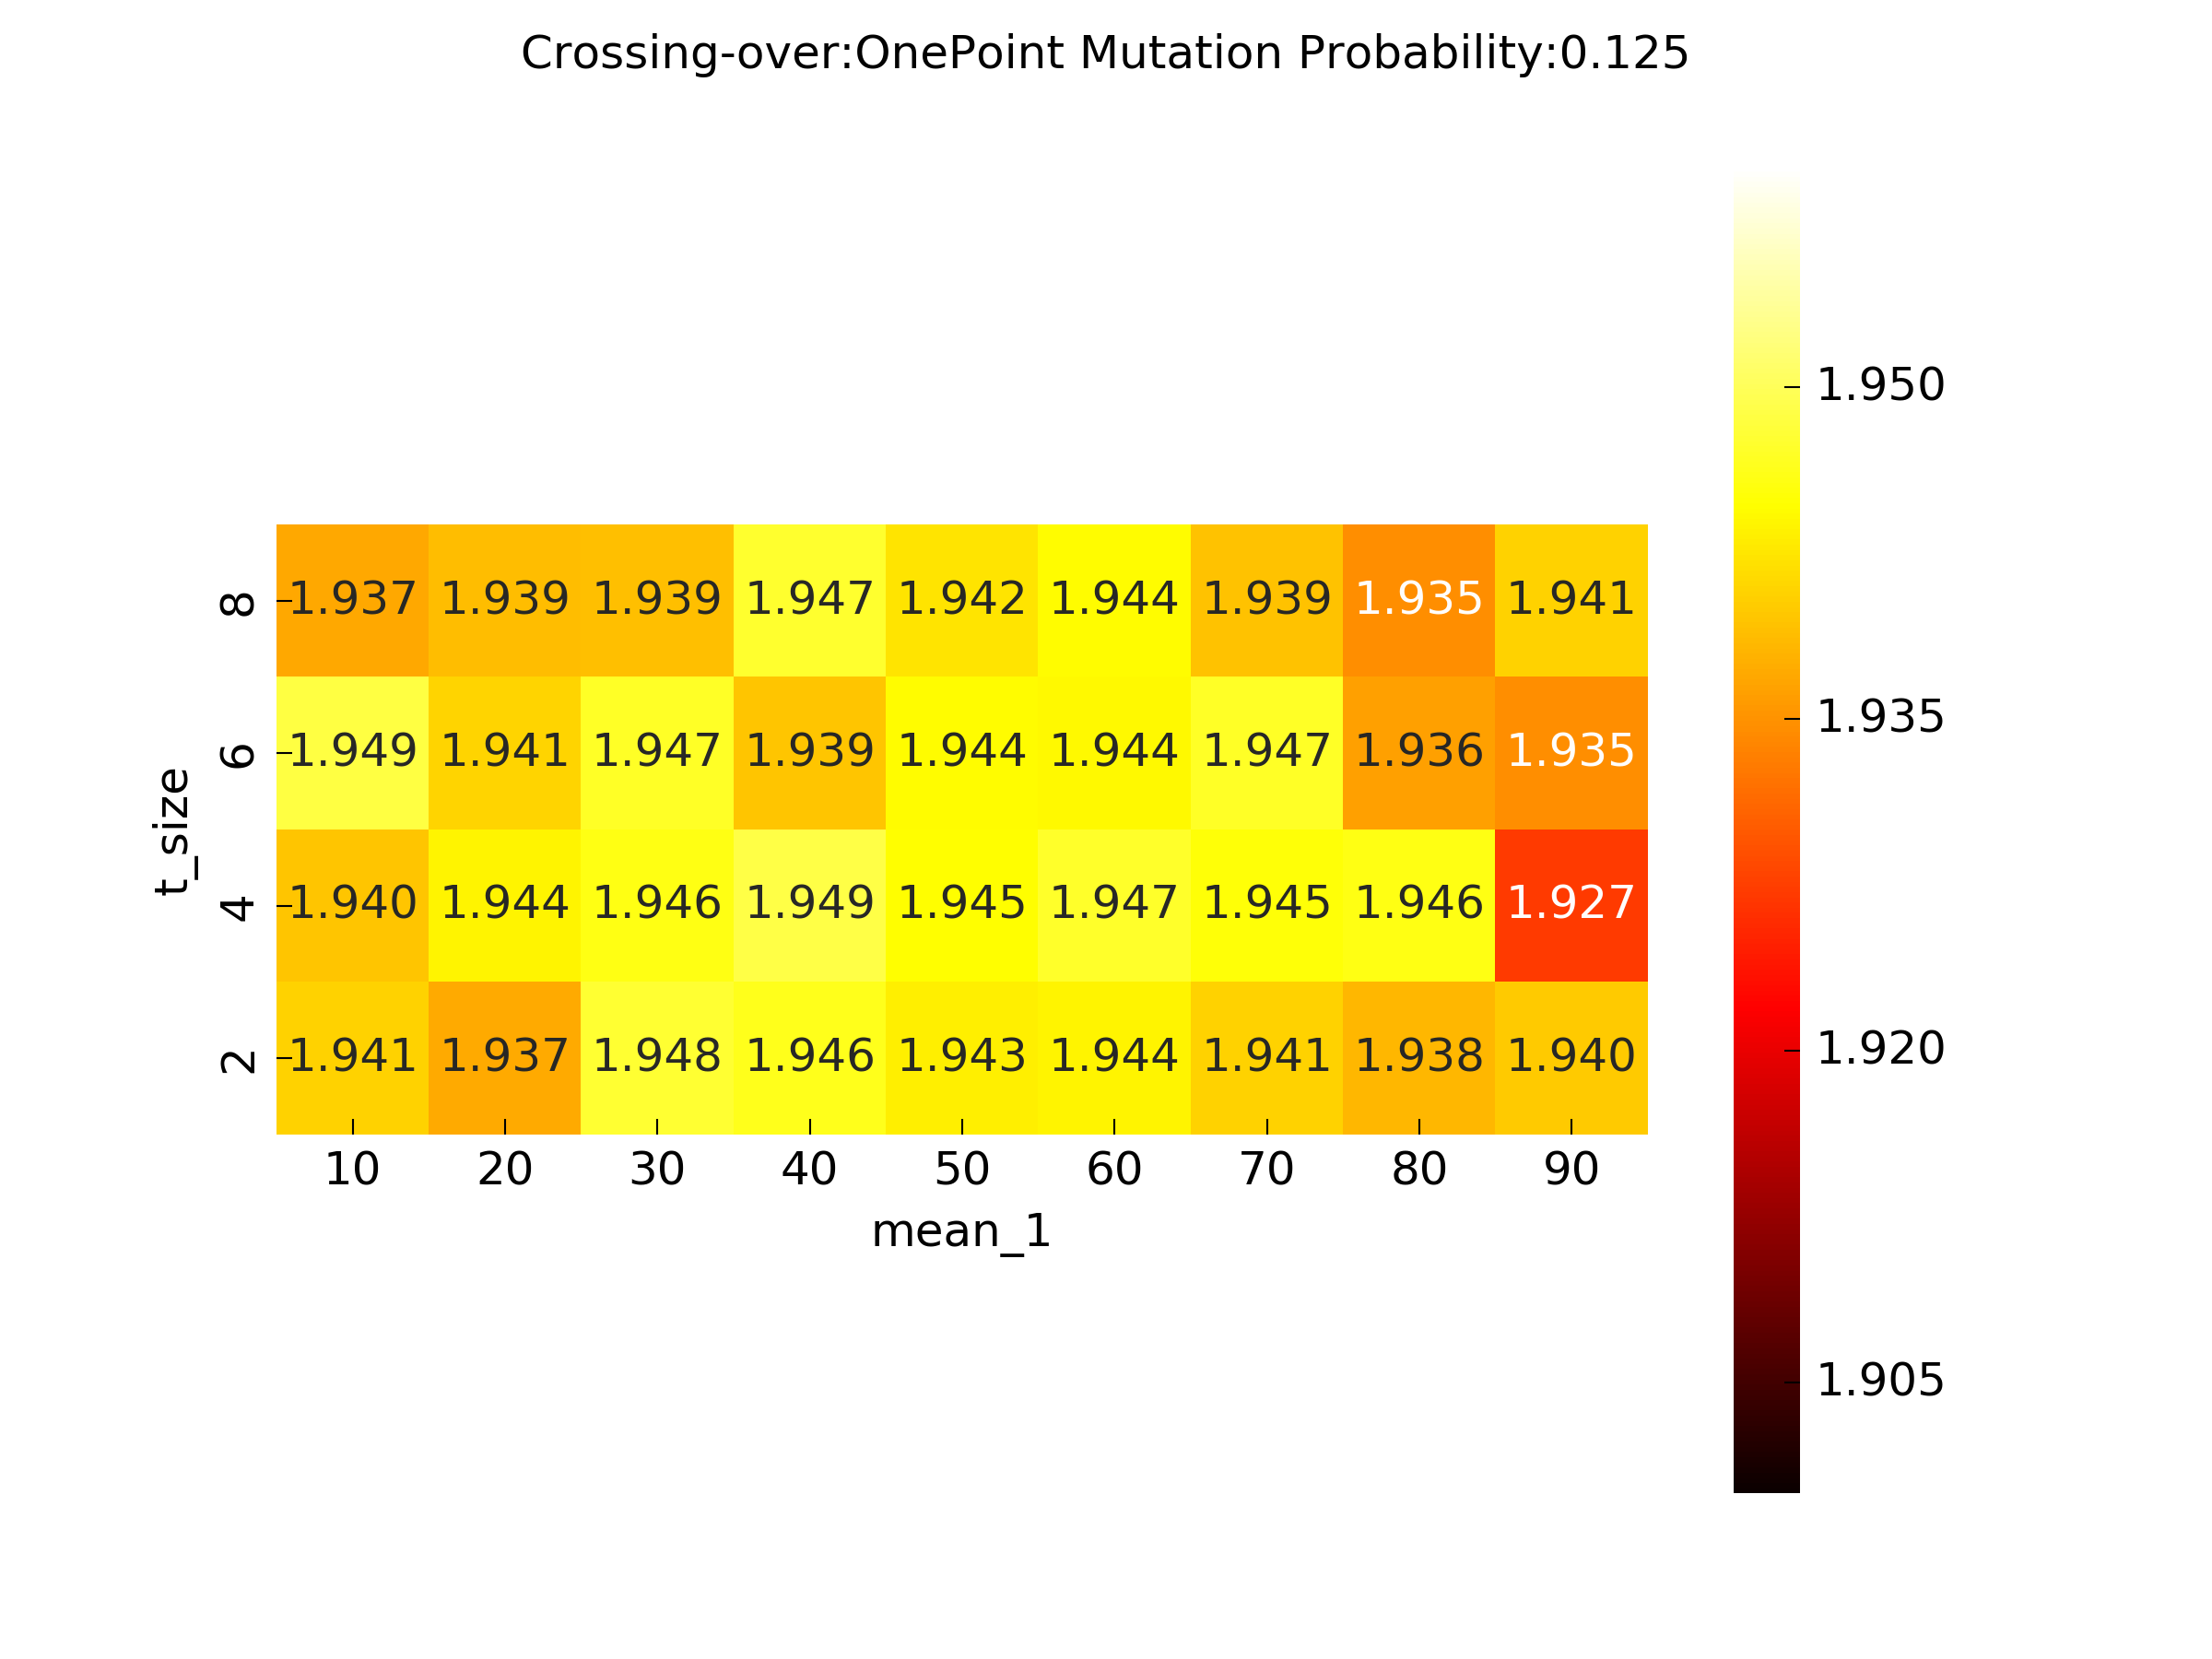 Crossing-over:OnePoint Mutation Probability:0.125
8 1.937 1.939 1.939 1.947 1.942 1.944 1.939 1.935 1.941
6 1.949 1.941 1.947 1.939 1.944 1.944 1.947 1.936 1.935
4 1.940 1.944 1.946 1.949 1.945 1.947 1.945 1.946 1.927
2 1.941 1.937 1.948 1.946 1.943 1.944 1.941 1.938 1.940
10 20 30 40 50 60 70 80 90
mean_1
t_size
1.950
1.935
1.920
1.905